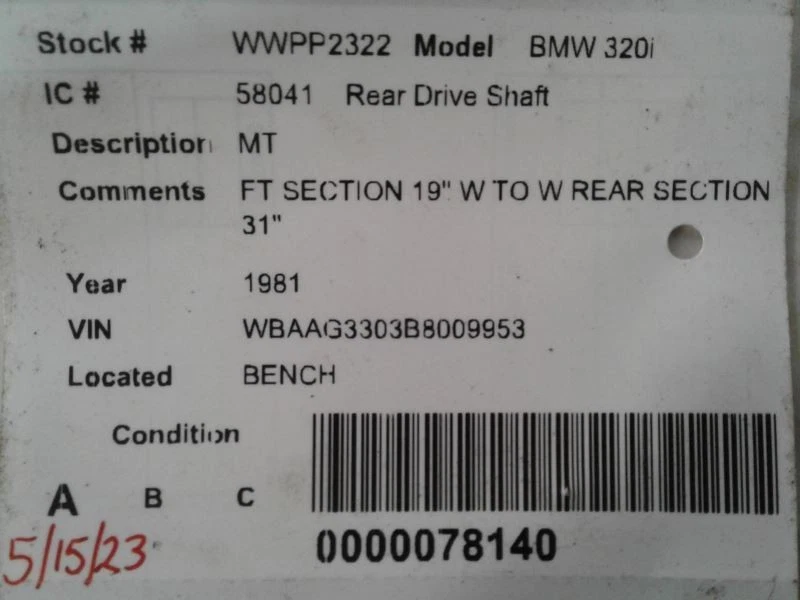 Stock # WWPP2322 Model BMW 320i
IC # 58041 Rear Drive Shaft
Description MT
Comments FT SECTION 19" W TO W REAR SECTION
31"
Year 1981
VIN WBAAG3303B8009953
Located BENCH
Condition
A B C
5/15/23
0000078140